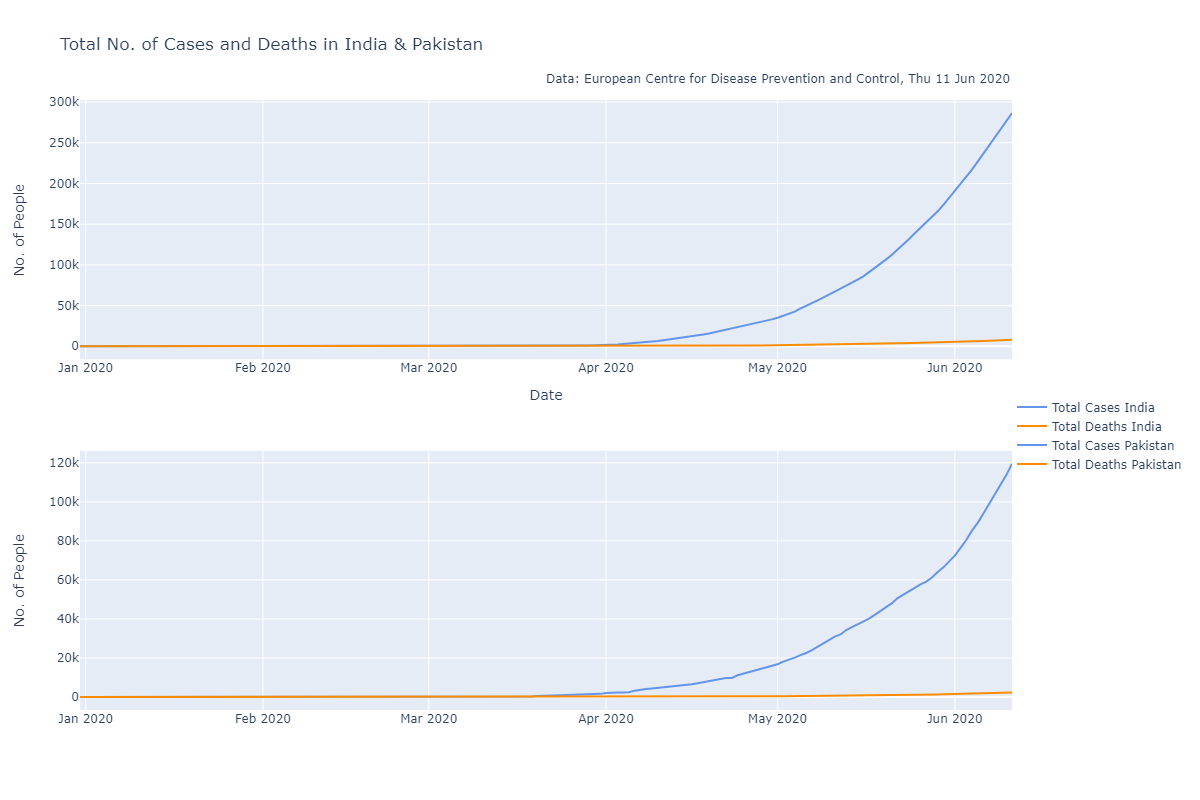 Total No. of Cases and Deaths in India & Pakistan
Data: European Centre for Disease Prevention and Control, Thu 11 Jun 2020
300k
250k
200k
150k
100k
50k
0
No. of People
Jan 2020 Feb 2020 Mar 2020 Apr 2020 May 2020 Jun 2020
Date
Total Cases India
Total Deaths India
Total Cases Pakistan
Total Deaths Pakistan
120k
100k
80k
60k
40k
20k
0
No. of People
Jan 2020 Feb 2020 Mar 2020 Apr 2020 May 2020 Jun 2020